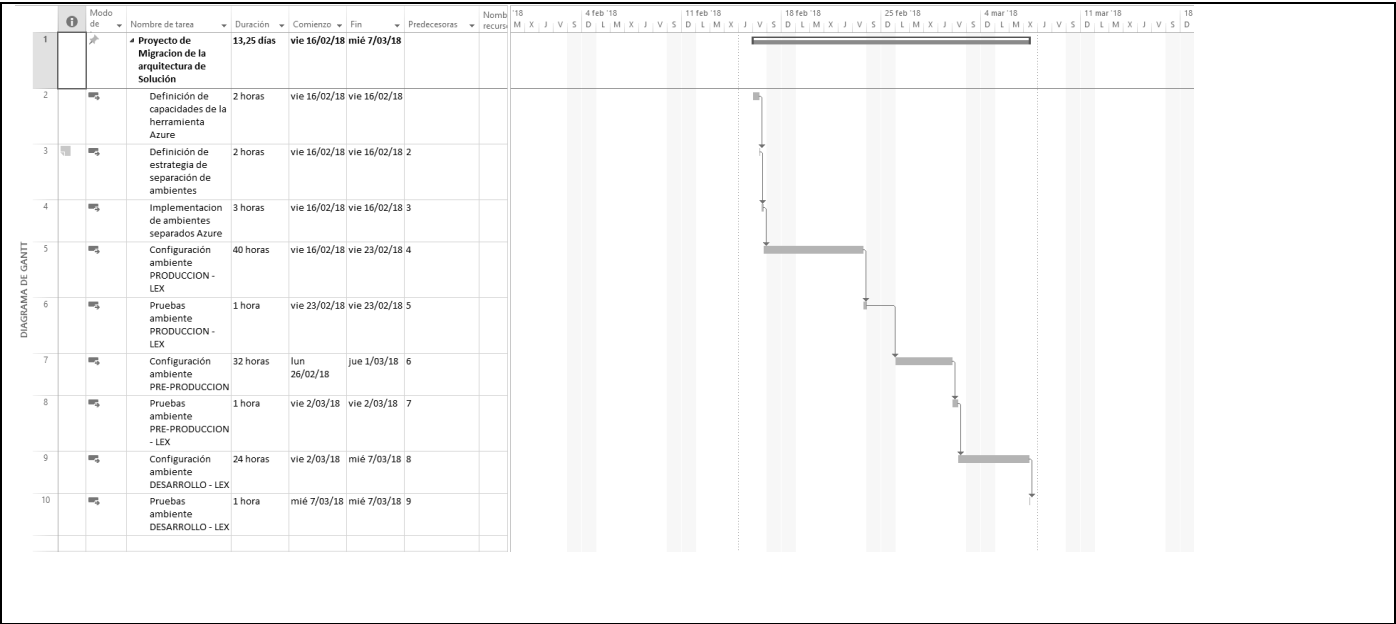 Modo de
Nombre de tarea
Duración
Comienzo
Fin
Predecesoras
Nomb recurs
'18
4 feb '18
11 feb '18
18 feb '18
25 feb '18
4 mar '18
11 mar '18
18
M X J V S D L M X J V S D L M X J V S D L M X J V S D L M X J V S D L M X J V S D L M X J V S D
DIAGRAMA DE GANTT
1 Proyecto de 13,25 días vie 16/02/18 mié 7/03/18
Migracion de la
arquitectura de
Solución
2 Definición de 2 horas vie 16/02/18 vie 16/02/18
capacidades de la
herramienta
Azure
3 Definición de 2 horas vie 16/02/18 vie 16/02/18 2
estrategia de
separación de
ambientes
4 Implementacion 3 horas vie 16/02/18 vie 16/02/18 3
de ambientes
separados Azure
5 Configuración 40 horas vie 16/02/18 vie 23/02/18 4
ambiente
PRODUCCION -
LEX
6 Pruebas 1 hora vie 23/02/18 vie 23/02/18 5
ambiente
PRODUCCION -
LEX
7 Configuración 32 horas lun jue 1/03/18 6
ambiente 26/02/18
PRE-PRODUCCION
8 Pruebas 1 hora vie 2/03/18 vie 2/03/18 7
ambiente
PRE-PRODUCCION
- LEX
9 Configuración 24 horas vie 2/03/18 mié 7/03/18 8
ambiente
DESARROLLO - LEX
10 Pruebas 1 hora mié 7/03/18 mié 7/03/18 9
ambiente
DESARROLLO - LEX